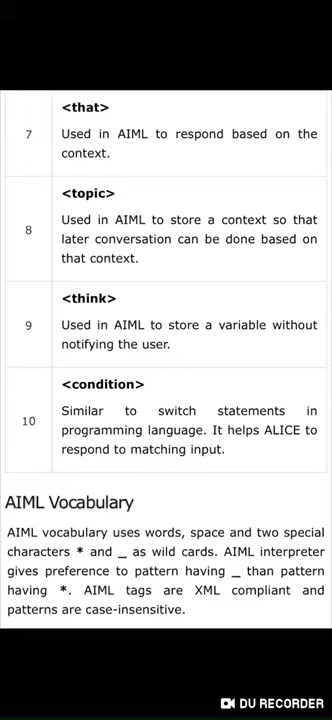 <that>
7
Used in AIML to respond based on the
context.
<topic>
8
Used in AIML to store a context so that
later conversation can be done based on
that context.
<think>
9
Used in AIML to store a variable without
notifying the user.
<condition>
10
Similar to switch statements in
programming language. It helps ALICE to
respond to matching input.
AIML Vocabulary
AIML vocabulary uses words, space and two special
characters * and _ as wild cards. AIML interpreter
gives preference to pattern having _ than pattern
having *. AIML tags are XML compliant and
patterns are case-insensitive.
DU RECORDER